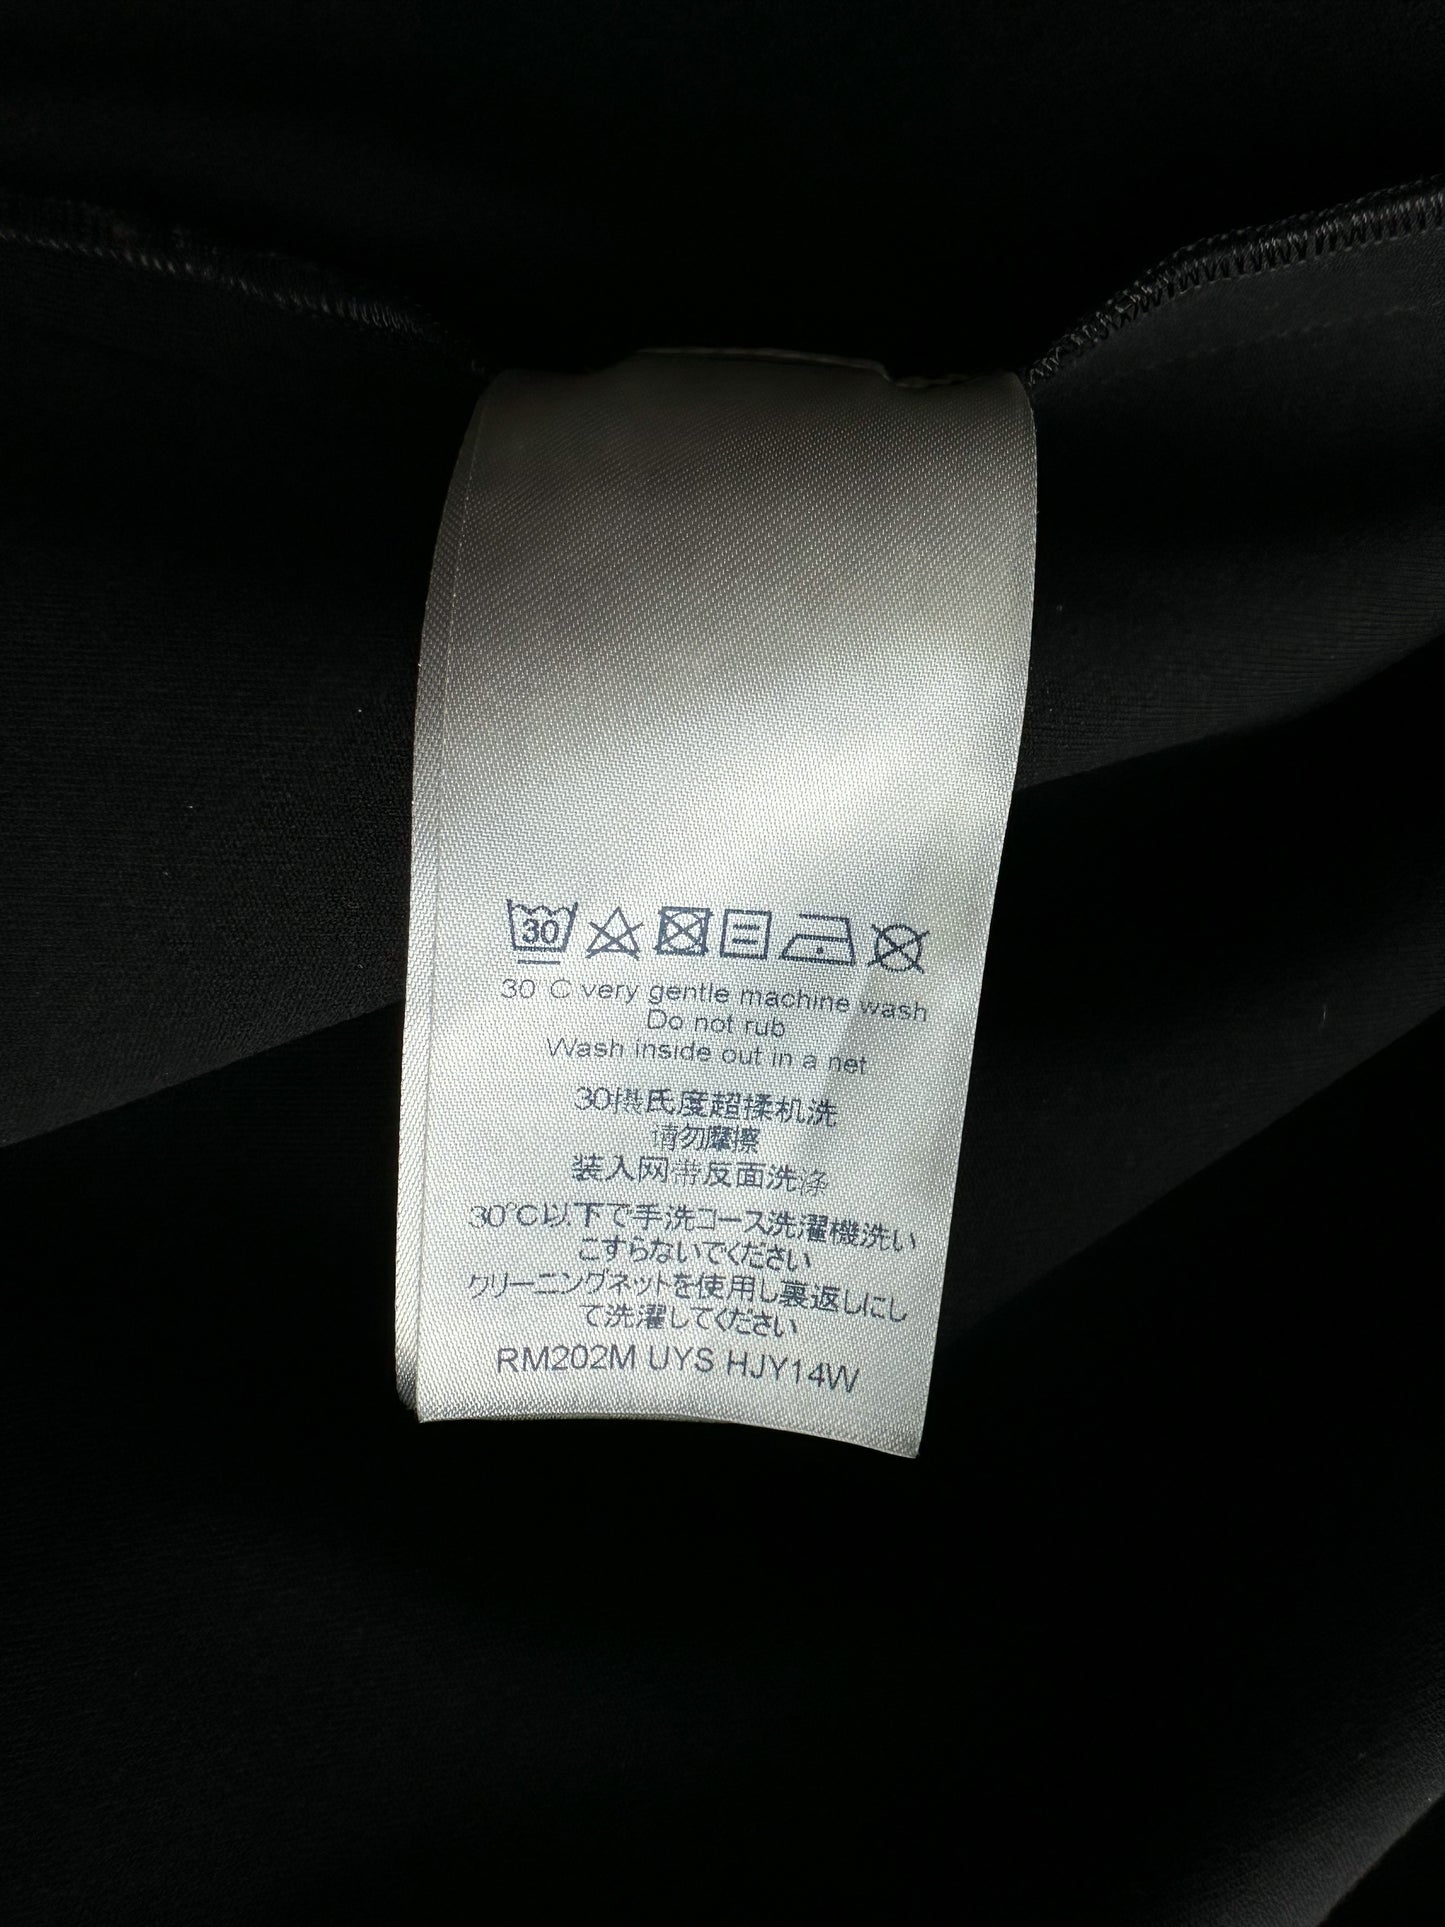 30
30 C very gentle machine wash
Do not rub
Wash inside out in a net
30摄氏度超揉机洗
请勿摩擦
装入网带反面洗涤
30℃以下で手洗コース洗濯機洗い
こすらないでください
クリーニングネットを使用し裏返しにし
て洗濯してください
RM202M UYS HJY14W